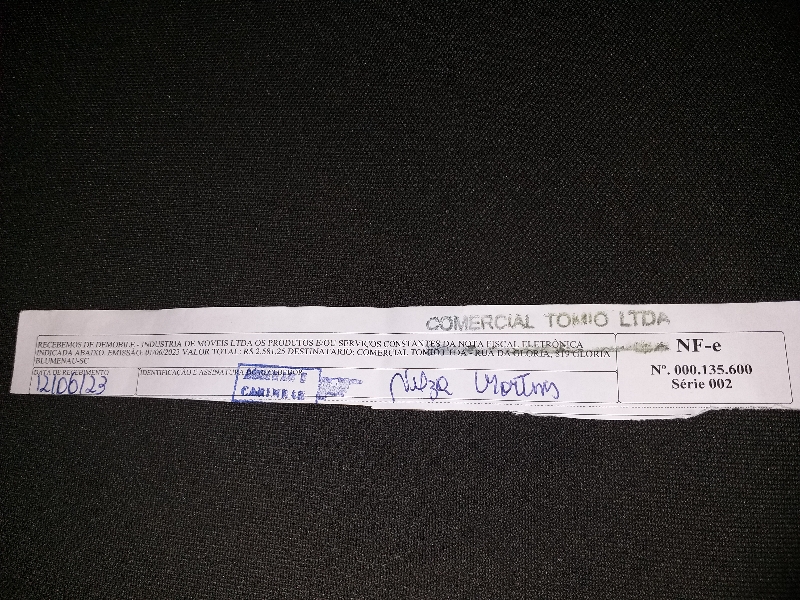 COMERCIAL TOMIO LTDA
RECEBEMOS DE DEMOBILE - INDUSTRIA DE MOVEIS LTDA OS PRODUTOS E/OU SERVIÇOS CONSTANTES DA NOTA FISCAL ELETRÔNICA
INDICADA ABAIXO. EMISSÃO: 01/06/2023 VALOR TOTAL: R$ 2.581,25 DESTINATÁRIO: COMERCIAL TOMIO LTDA - RUA DA GLORIA, 819 GLORIA
BLUMENAU-SC
NF-e
Nº. 000.135.600
Série 002
DATA DE RECEBIMENTO
12/06/23
IDENTIFICAÇÃO E ASSINATURA DO RECEBEDOR
Nilza Martins